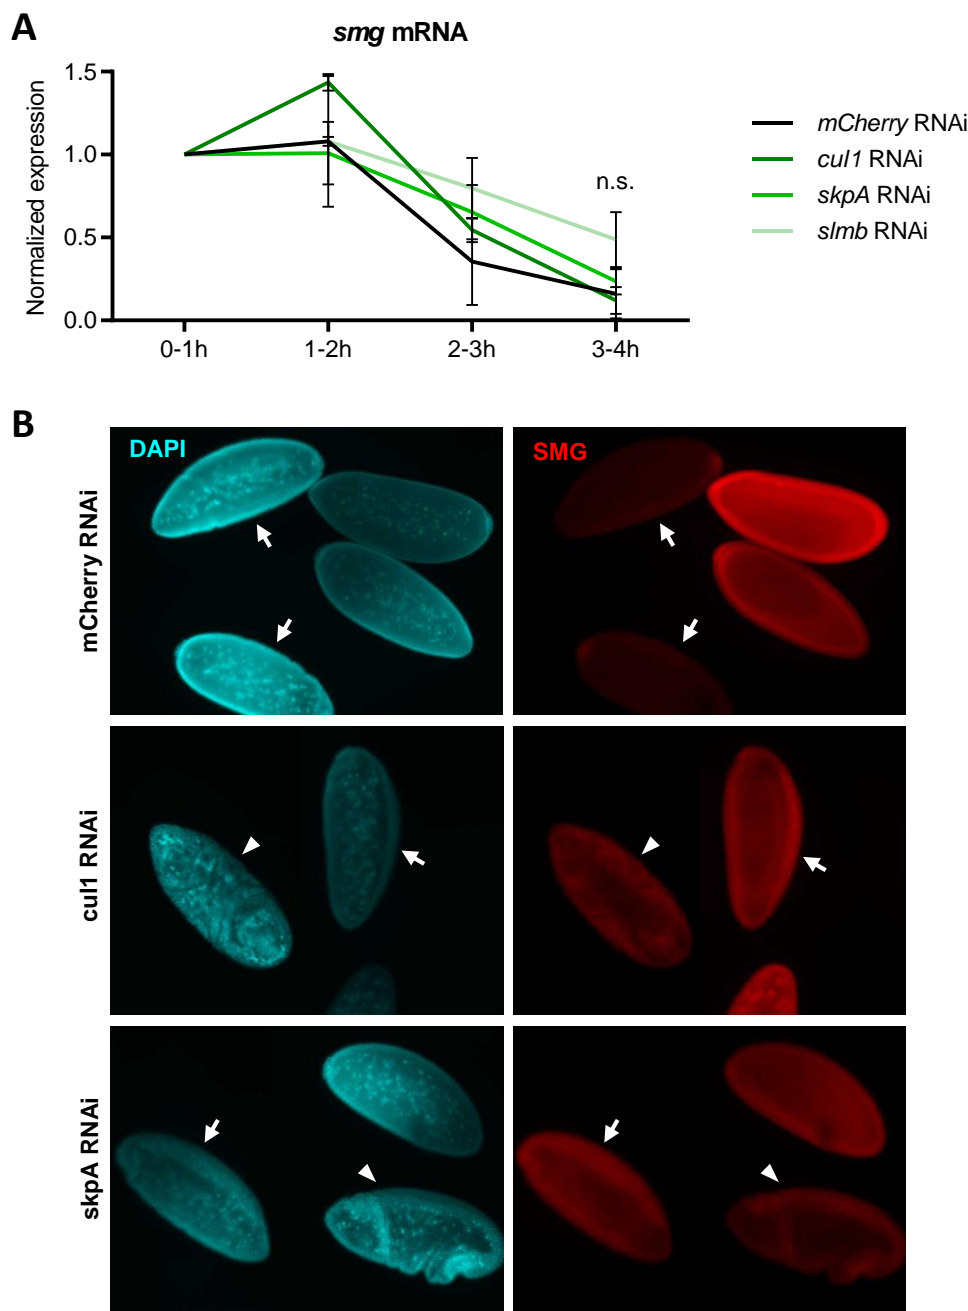 A
smg mRNA
Normalized expression
1.5
1.0
0.5
0.0
0-1h
1-2h
2-3h
3-4h
n.s.
mCherry RNAi
cul1 RNAi
skpA RNAi
slmb RNAi
B
DAPI
SMG
mCherry RNAi
cul1 RNAi
skpA RNAi